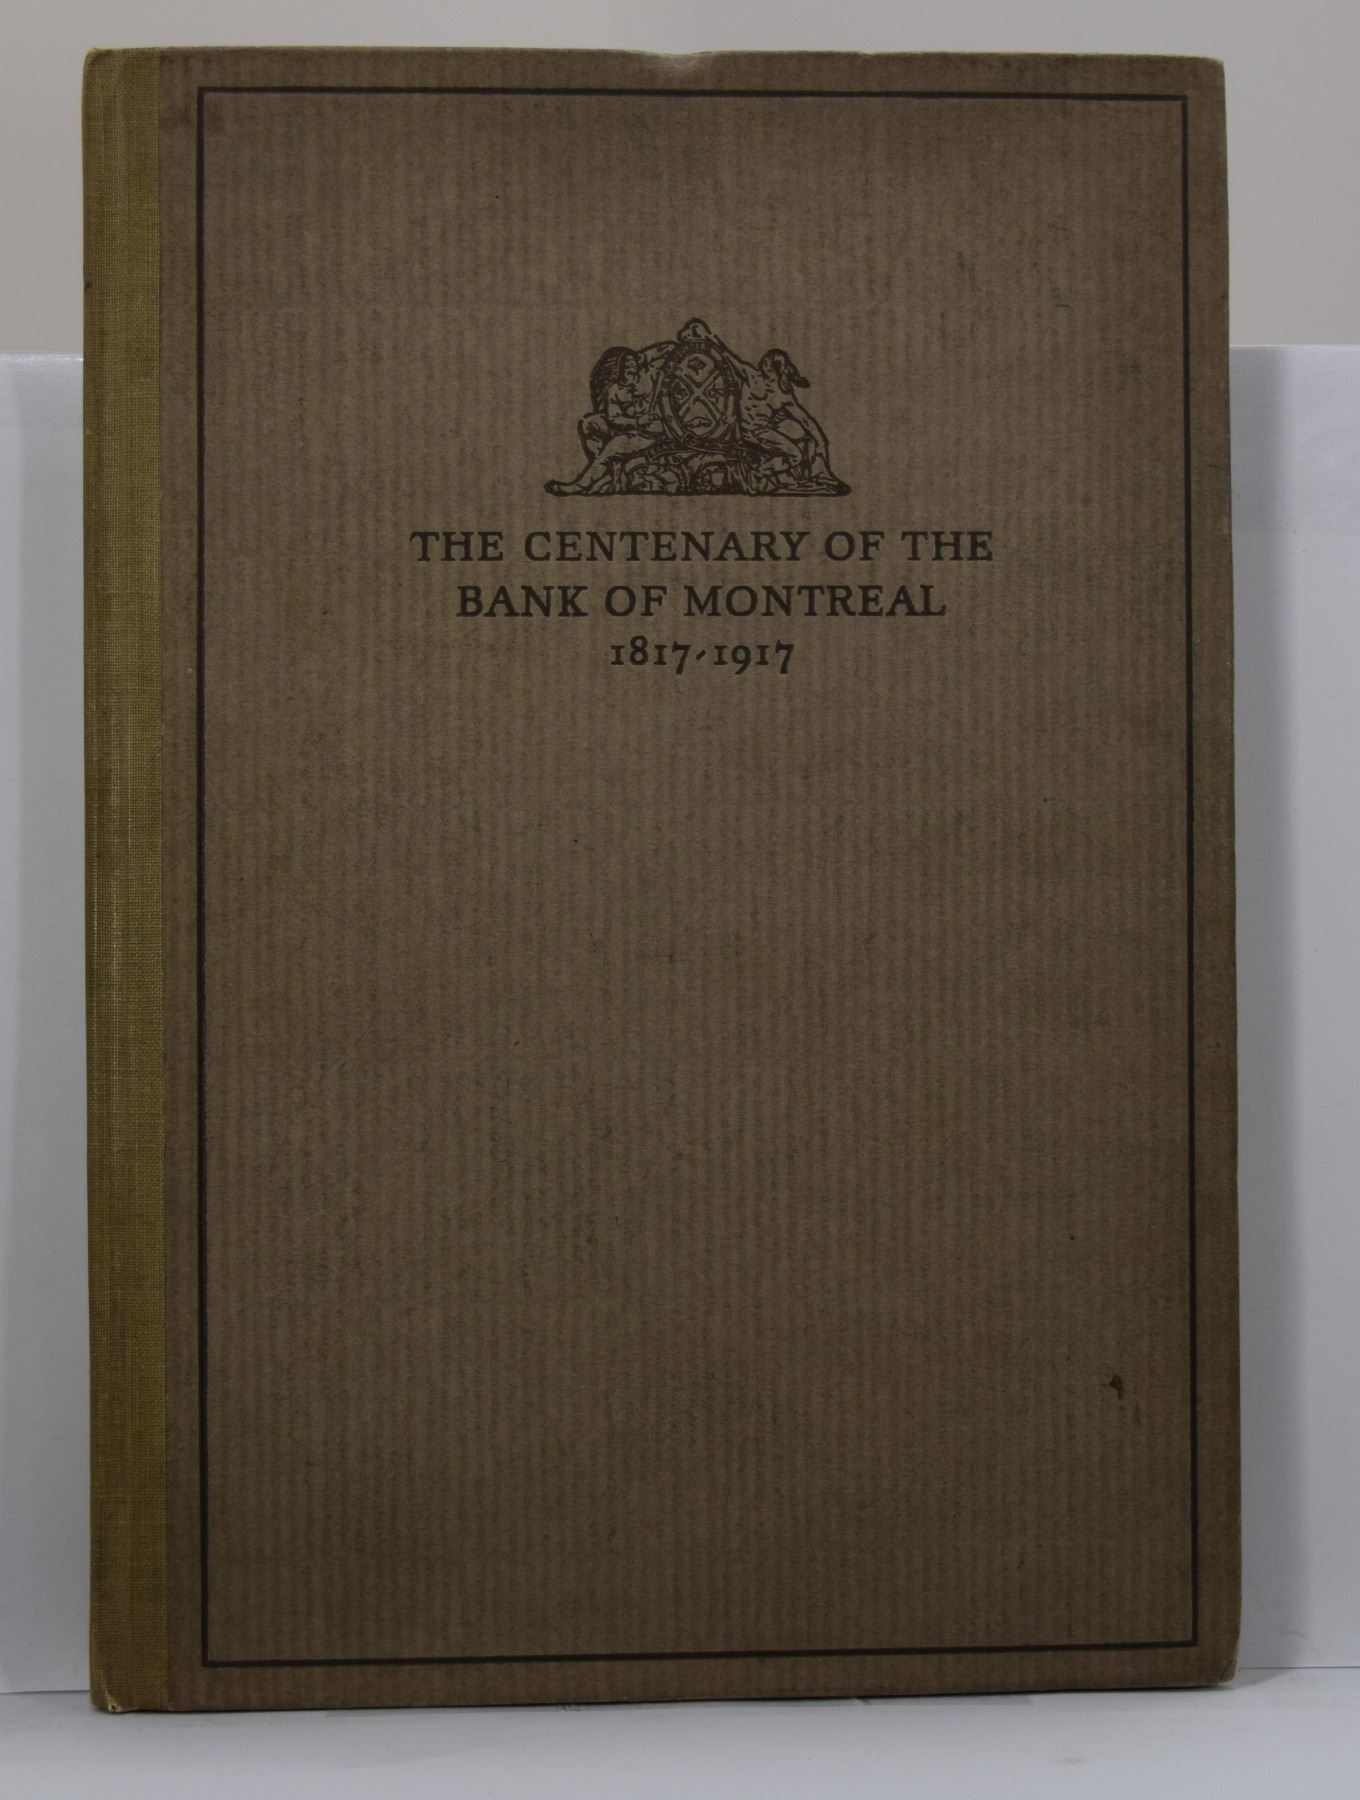 THE CENTENARY OF THE
BANK OF MONTREAL
1817-1917